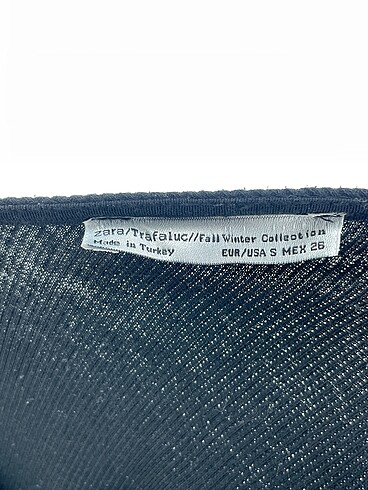 zara/Trafaluc//Fall Winter Collection
Made in Turkey EUR/USA S MEX 26